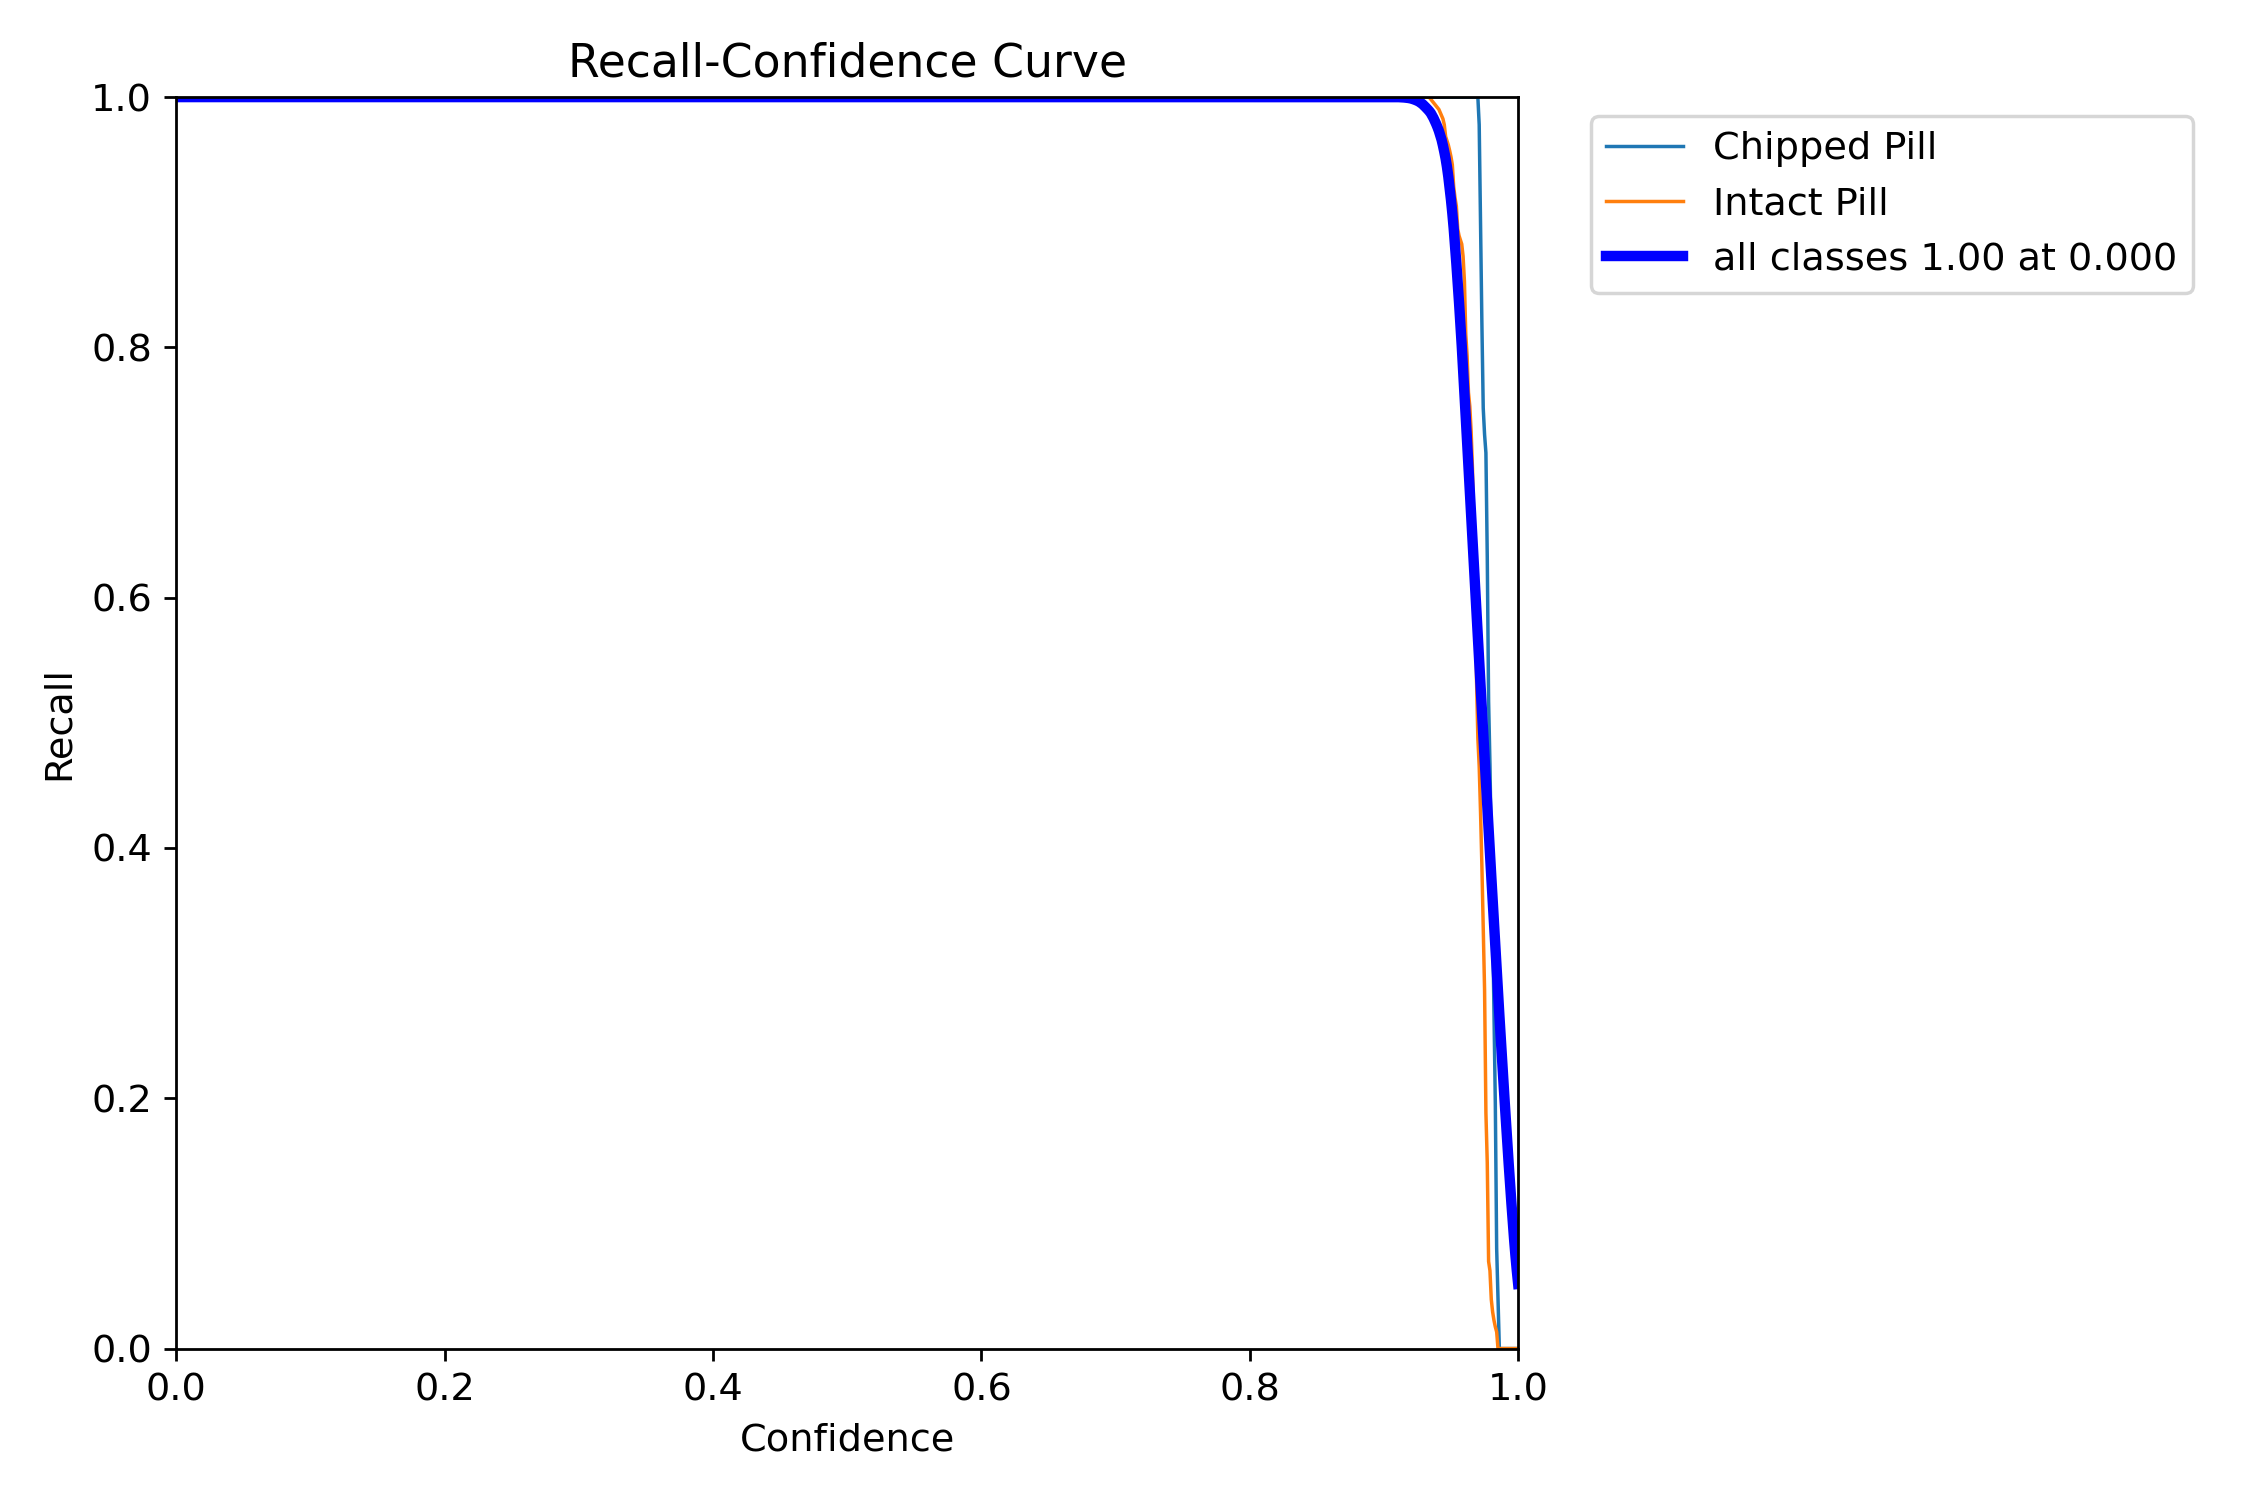 Recall-Confidence Curve
1.0
0.8
0.6
0.4
0.2
0.0
Recall
0.0 0.2 0.4 0.6 0.8 1.0
Confidence
Chipped Pill
Intact Pill
all classes 1.00 at 0.000